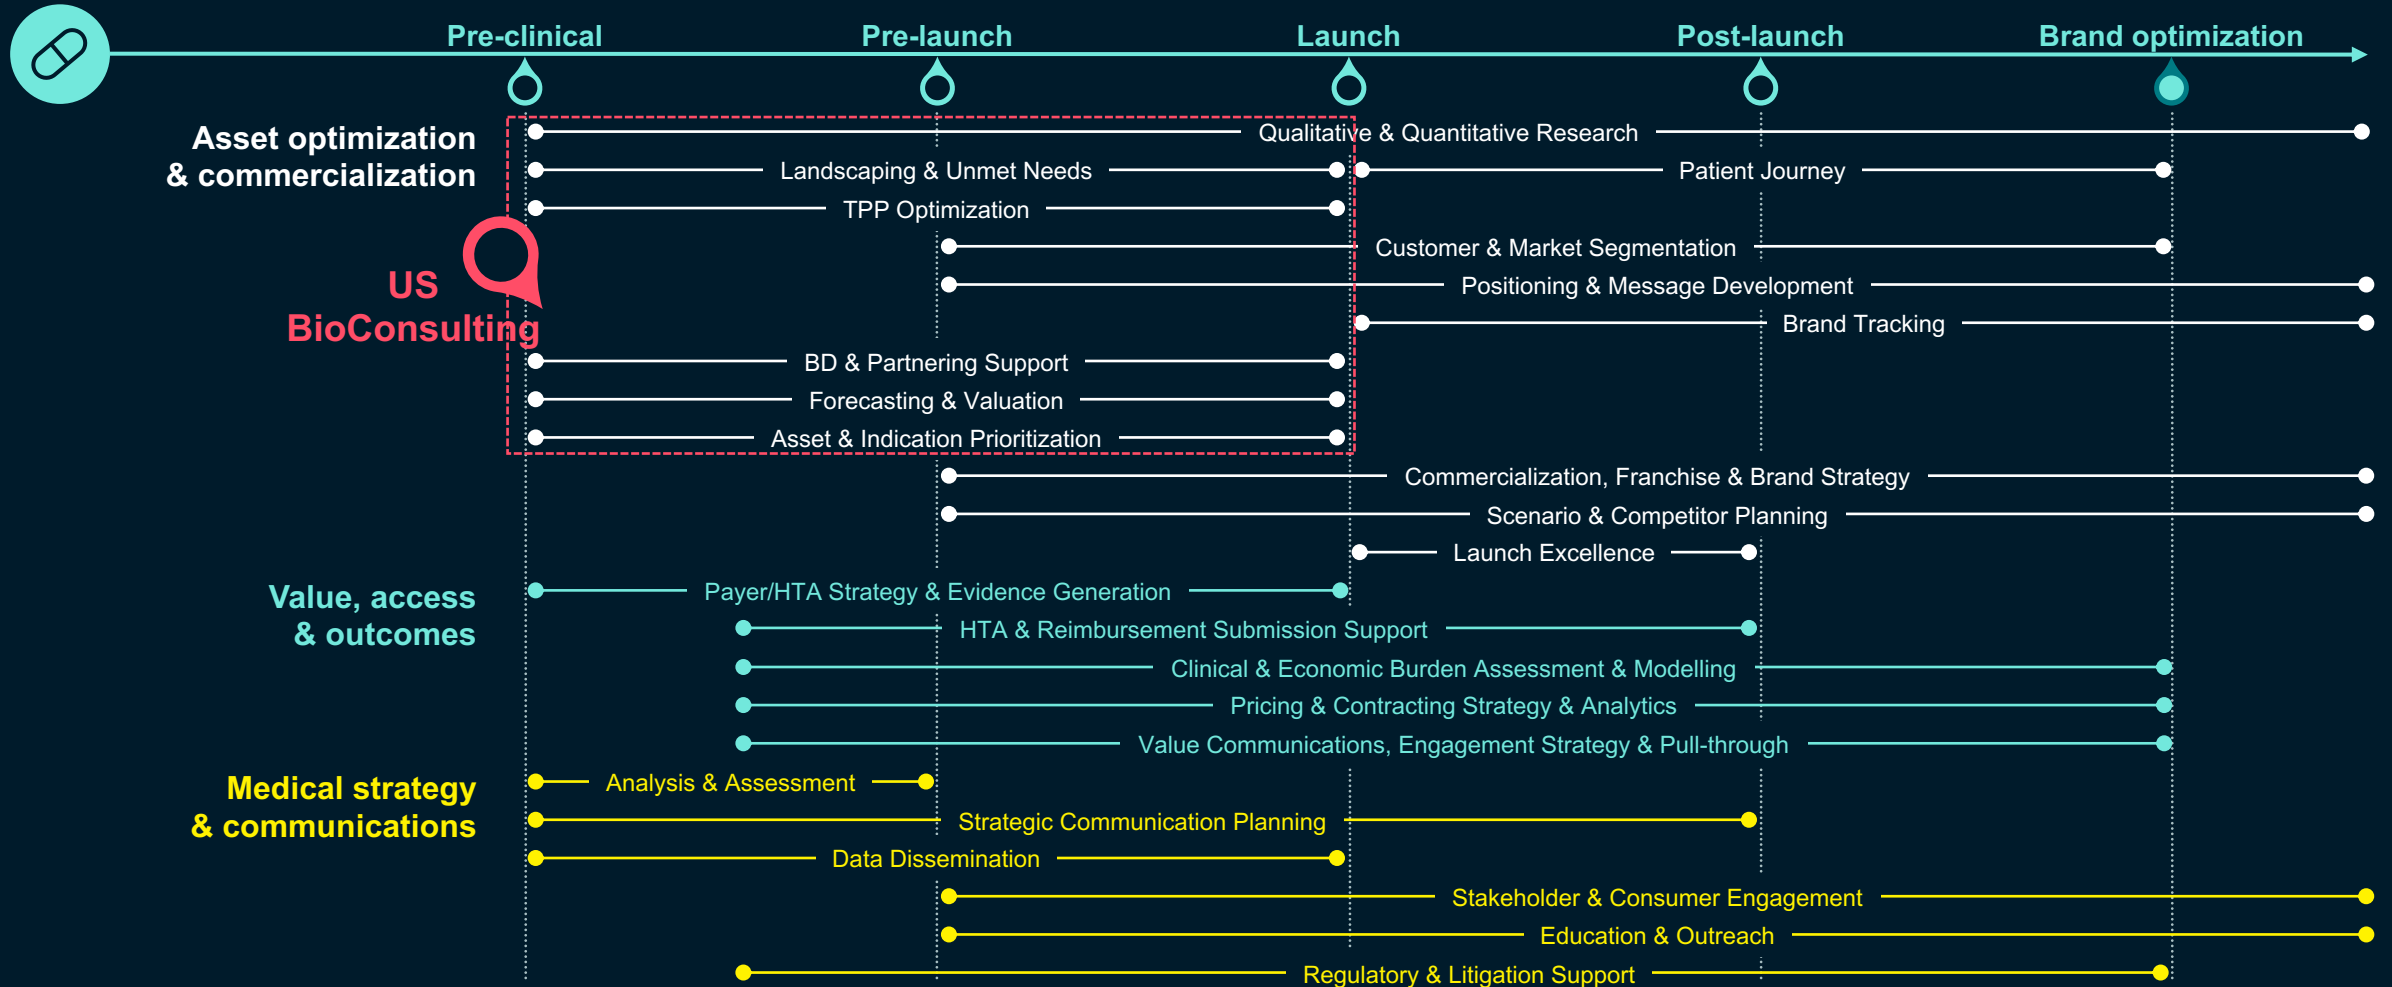 Pre-clinical
Pre-launch
Launch
Post-launch
Brand optimization
Asset optimization
& commercialization
Qualitative & Quantitative Research
Landscaping & Unmet Needs
Patient Journey
TPP Optimization
Customer & Market Segmentation
US
BioConsulting
Positioning & Message Development
Brand Tracking
BD & Partnering Support
Forecasting & Valuation
Asset & Indication Prioritization
Commercialization, Franchise & Brand Strategy
Scenario & Competitor Planning
Launch Excellence
Value, access
& outcomes
Payer/HTA Strategy & Evidence Generation
HTA & Reimbursement Submission Support
Clinical & Economic Burden Assessment & Modelling
Pricing & Contracting Strategy & Analytics
Value Communications, Engagement Strategy & Pull-through
Medical strategy
& communications
Analysis & Assessment
Strategic Communication Planning
Data Dissemination
Stakeholder & Consumer Engagement
Education & Outreach
Regulatory & Litigation Support